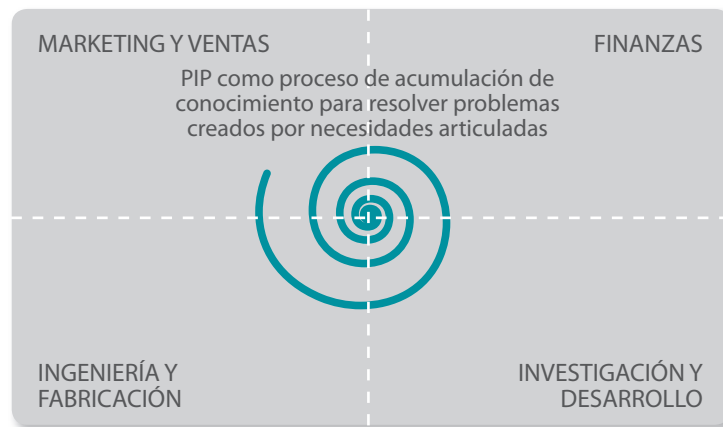 MARKETING Y VENTAS
FINANZAS
PIP como proceso de acumulación de
conocimiento para resolver problemas
creados por necesidades articuladas
INGENIERÍA Y
FABRICACIÓN
INVESTIGACIÓN Y
DESARROLLO